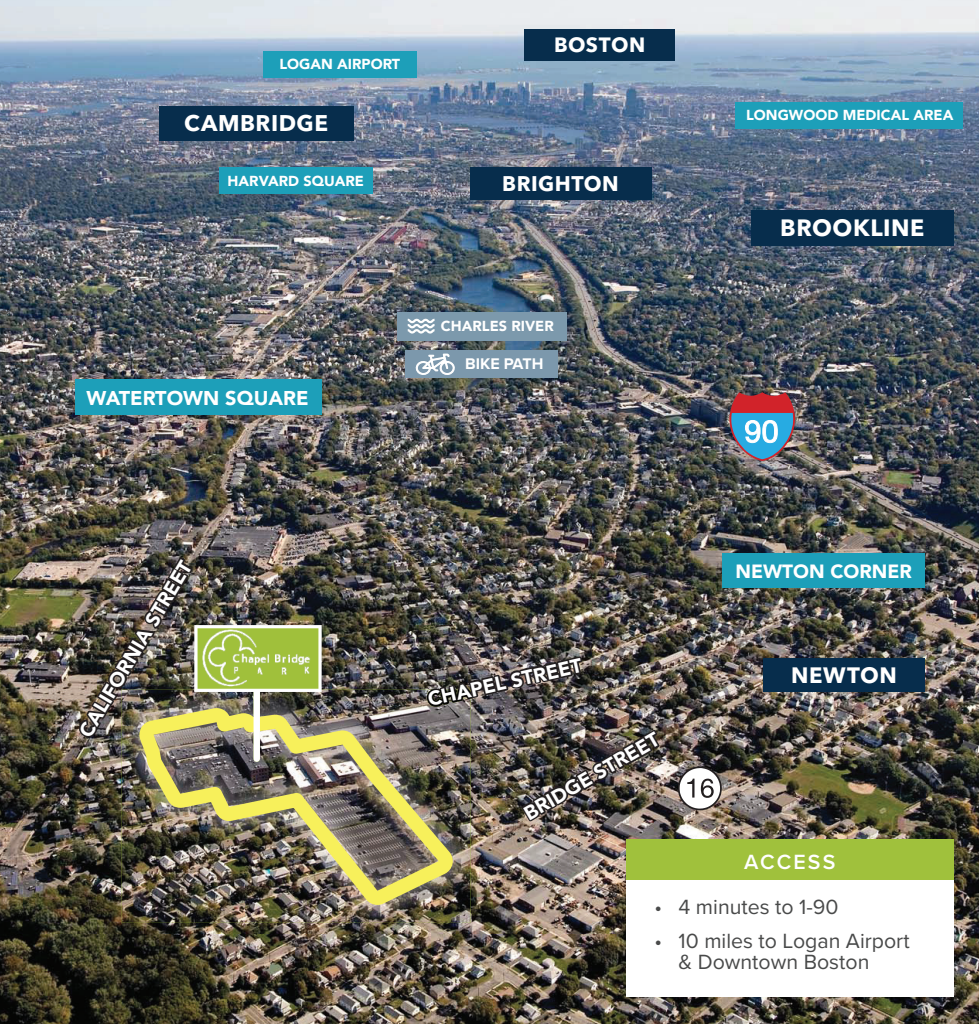 BOSTON
LOGAN AIRPORT
LONGWOOD MEDICAL AREA
CAMBRIDGE
HARVARD SQUARE
BRIGHTON
BROOKLINE
CHARLES RIVER
BIKE PATH
WATERTOWN SQUARE
90
NEWTON CORNER
CALIFORNIA STREET
Chapel Bridge
PARK
CHAPEL STREET
NEWTON
BRIDGE STREET
16
ACCESS
• 4 minutes to 1-90
• 10 miles to Logan Airport
& Downtown Boston